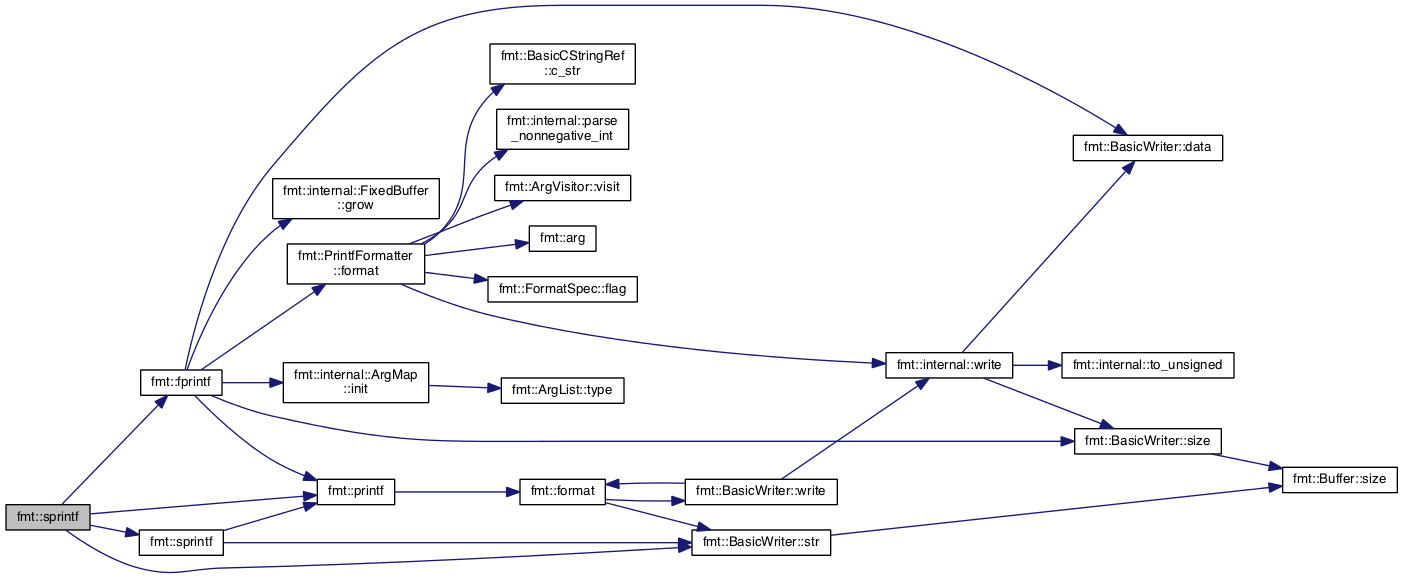 fmt::BasicCStringRef
::c_str
fmt::internal::parse
_nonnegative_int
fmt::BasicWriter::data
fmt::internal::FixedBuffer
::grow
fmt::ArgVisitor::visit
fmt::arg
fmt::PrintfFormatter
::format
fmt::FormatSpec::flag
fmt::internal::write
fmt::internal::to_unsigned
fmt::fprintf
fmt::internal::ArgMap
::init
fmt::ArgList::type
fmt::BasicWriter::size
fmt::Buffer::size
fmt::printf
fmt::format
fmt::BasicWriter::write
fmt::sprintf
fmt::sprintf
fmt::BasicWriter::str